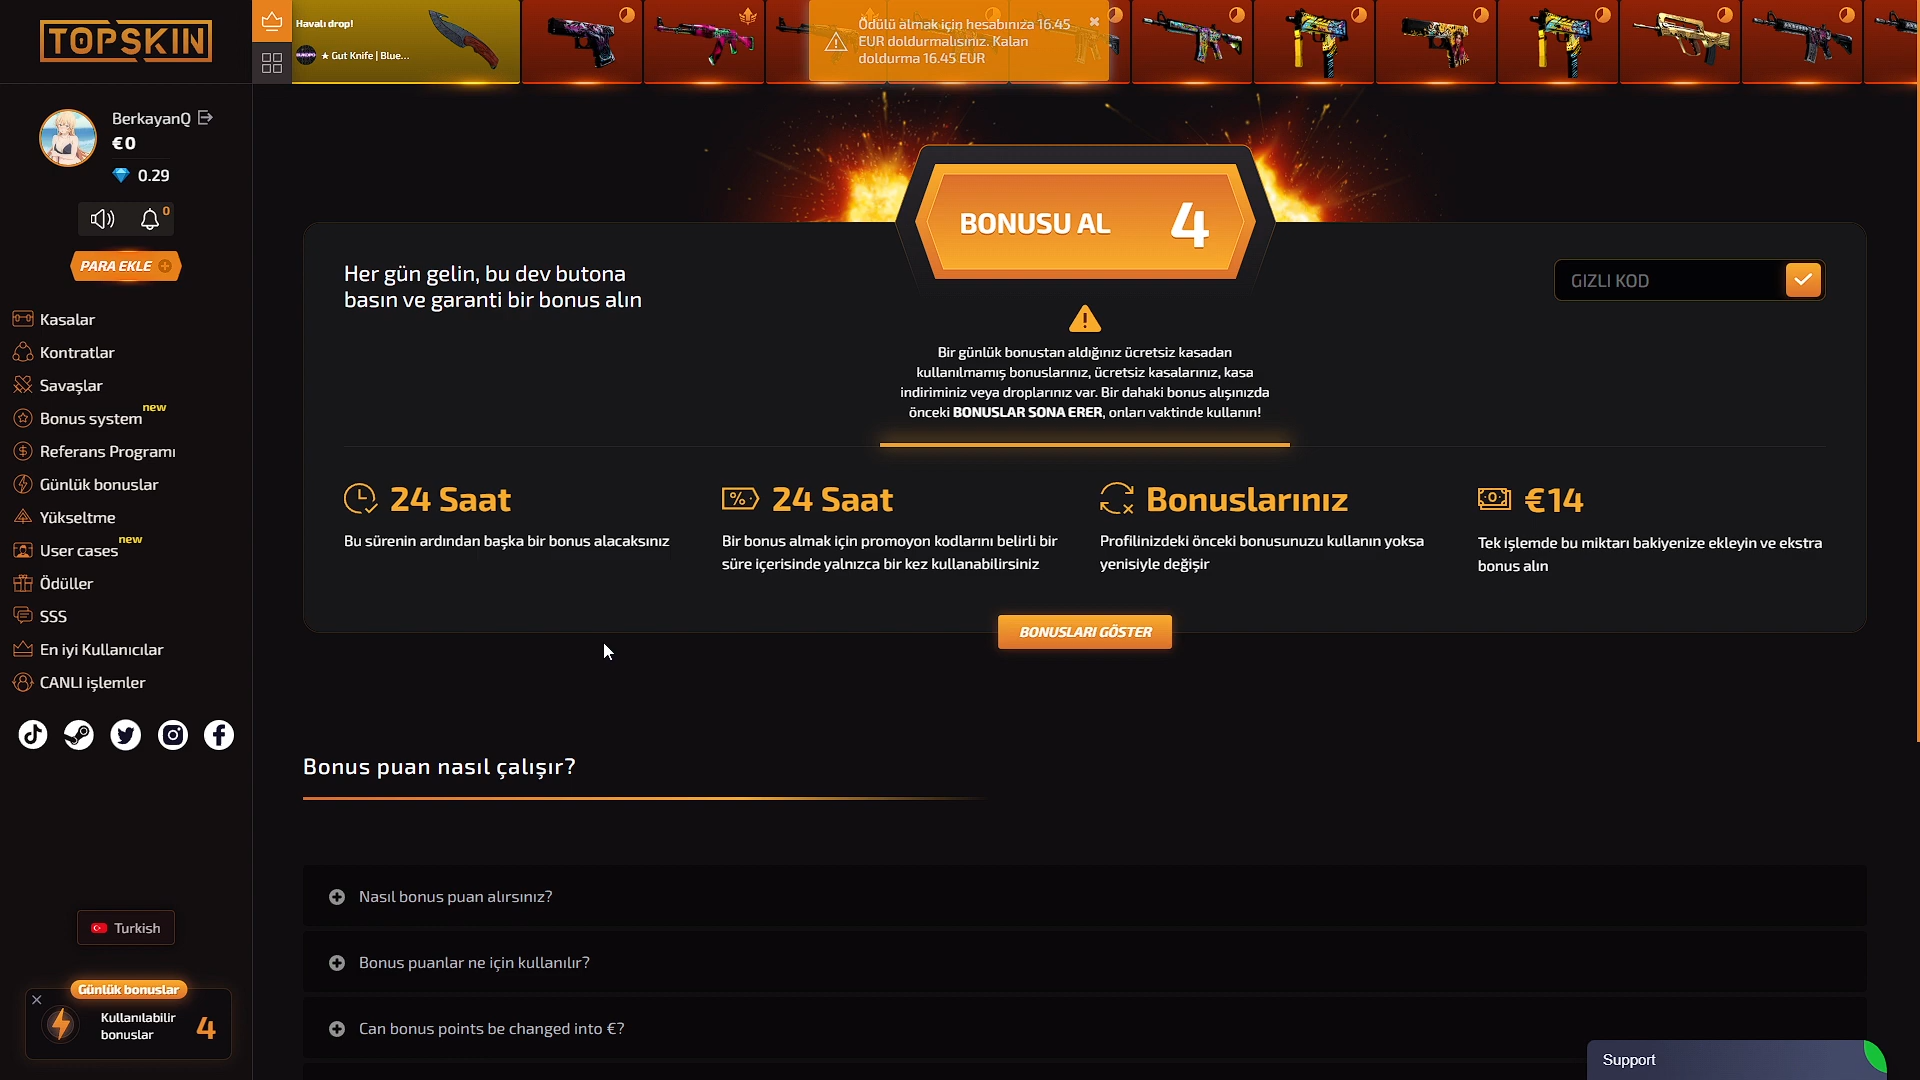 TOPSKIN
Havalı drop!
★ Gut Knife | Blue...
Ödülü almak için hesabınıza 16.45
EUR doldurmalısınız. Kalan
doldurma 16.45 EUR
BerkayanQ
€ 0
0.29
0
PARA EKLE
Kasalar
Kontratlar
Savaşlar
Bonus system new
Referans Programı
Günlük bonuslar
Yükseltme
User cases new
Ödüller
SSS
En iyi Kullanıcılar
CANLI işlemler
Turkish
Günlük bonuslar
Kullanılabilir
bonuslar
4
BONUSU AL 4
Her gün gelin, bu dev butona
basın ve garanti bir bonus alın
GIZLI KOD
Bir günlük bonustan aldığınız ücretsiz kasadan
kullanılmamış bonuslarınız, ücretsiz kasalarınız, kasa
indiriminiz veya droplarınız var. Bir dahaki bonus alışınızda
önceki BONUSLAR SONA ERER, onları vaktinde kullanın!
24 Saat
Bu sürenin ardından başka bir bonus alacaksınız
24 Saat
Bir bonus almak için promoyon kodlarını belirli bir
süre içerisinde yalnızca bir kez kullanabilirsiniz
Bonuslarınız
Profilinizdeki önceki bonusunuzu kullanın yoksa
yenisiyle değişir
€14
Tek işlemde bu miktarı bakiyenize ekleyin ve ekstra
bonus alın
BONUSLARI GÖSTER
Bonus puan nasıl çalışır?
Nasıl bonus puan alırsınız?
Bonus puanlar ne için kullanılır?
Can bonus points be changed into €?
Support